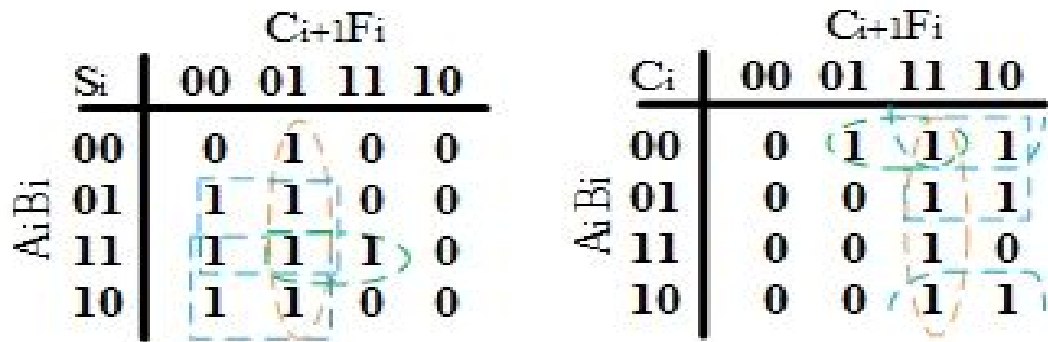 Ci+1Fi
Si 00 01 11 10
00 0 1 0 0
01 1 1 0 0
11 1 1 1 0
10 1 1 0 0
AiBi
Ci+1Fi
Ci 00 01 11 10
00 0 1 1 1
01 0 0 1 1
11 0 0 1 0
10 0 0 1 1
AiBi